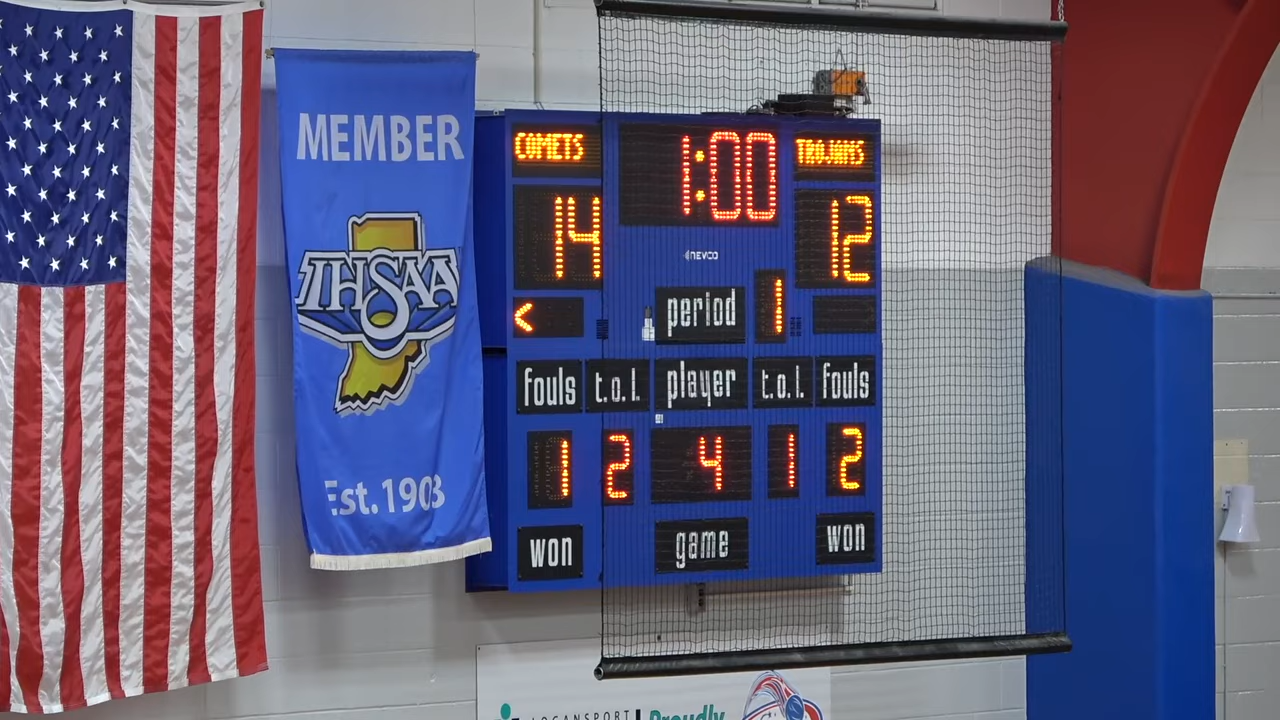 MEMBER
IHSAA
Est. 1903
COMETS
1:00
TROJANS
14
12
NEVCO
<
period
1
fouls
t.o.l.
player
t.o.l.
fouls
1
2
4
1
2
won
game
won
LOGANSPORT
Proudly